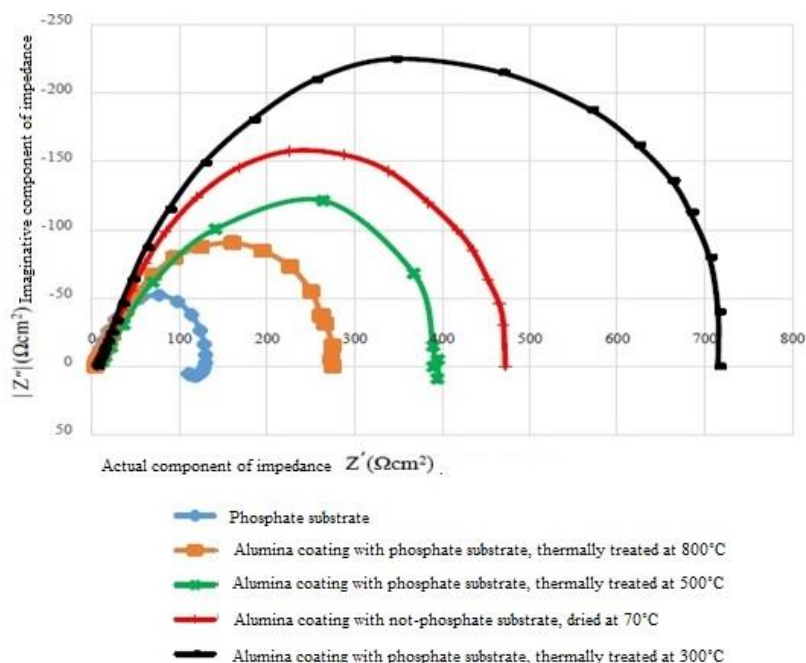 -250
-200
-150
-100
-50
0
50
|Z"|(Ωcm²) Imaginative component of impedance
0 100 200 300 400 500 600 700 800
Actual component of impedance Z′(Ωcm²) .
Phosphate substrate
Alumina coating with phosphate substrate, thermally treated at 800°C
Alumina coating with phosphate substrate, thermally treated at 500°C
Alumina coating with not-phosphate substrate, dried at 70°C
Alumina coating with phosphate substrate, thermally treated at 300°C